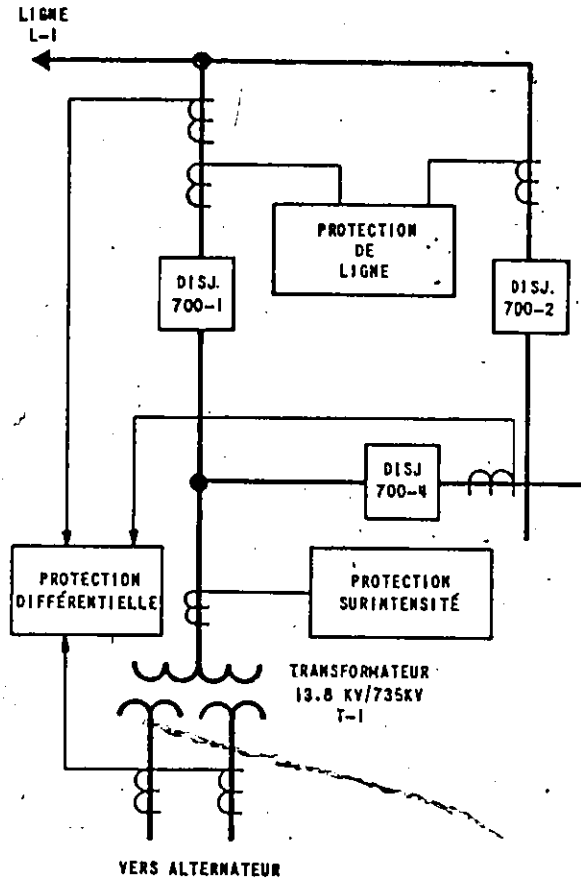 LIGNE
L-1
PROTECTION
DE
LIGNE
DISJ.
700-1
DISJ.
700-2
DISJ
700-4
PROTECTION
DIFFÉRENTIELLE
PROTECTION
SURINTENSITÉ
TRANSFORMATEUR
13.8 KV/735KV
T-1
VERS ALTERNATEUR